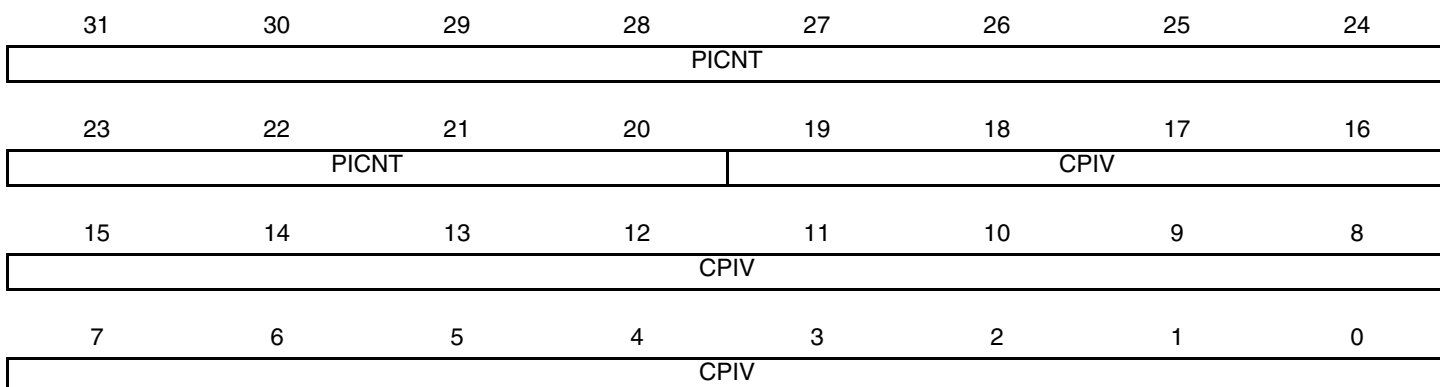 31 30 29 28 27 26 25 24
PICNT
23 22 21 20 19 18 17 16
PICNT CPIV
15 14 13 12 11 10 9 8
CPIV
7 6 5 4 3 2 1 0
CPIV